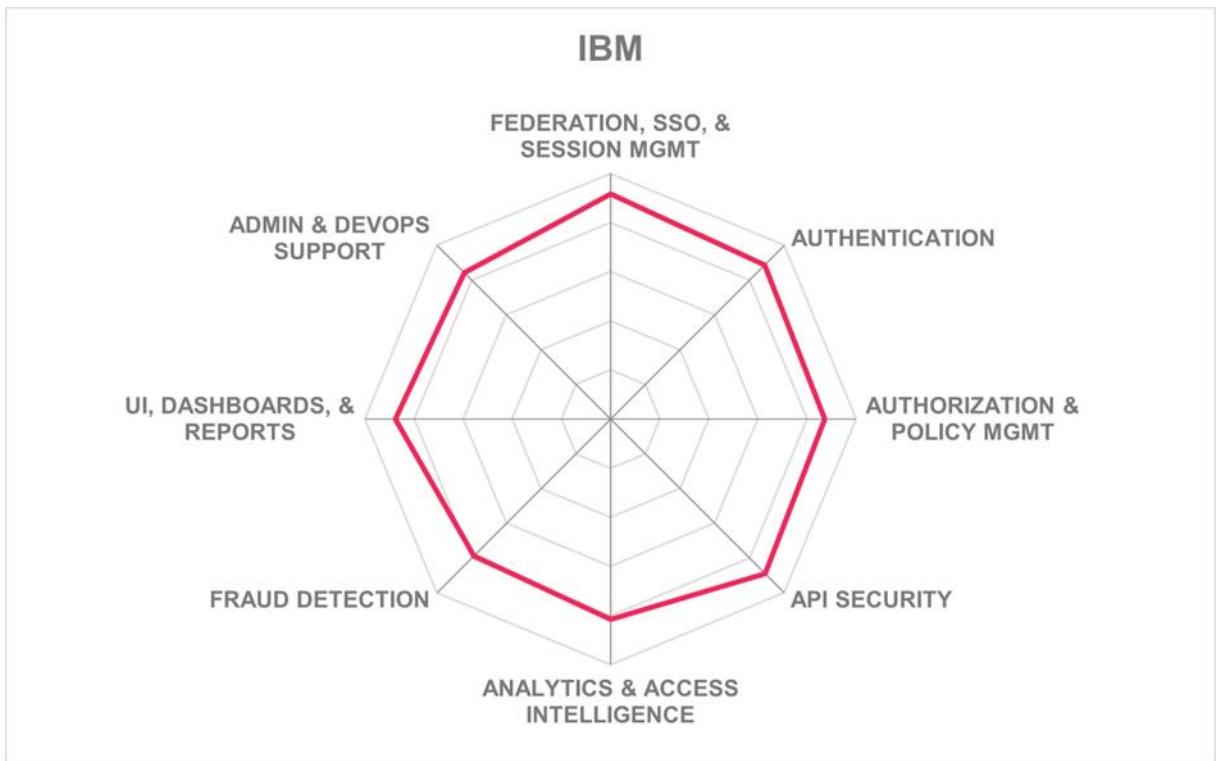 IBM
FEDERATION, SSO, &
SESSION MGMT
ADMIN & DEVOPS
SUPPORT
AUTHENTICATION
UI, DASHBOARDS, &
REPORTS
AUTHORIZATION &
POLICY MGMT
FRAUD DETECTION
API SECURITY
ANALYTICS & ACCESS
INTELLIGENCE